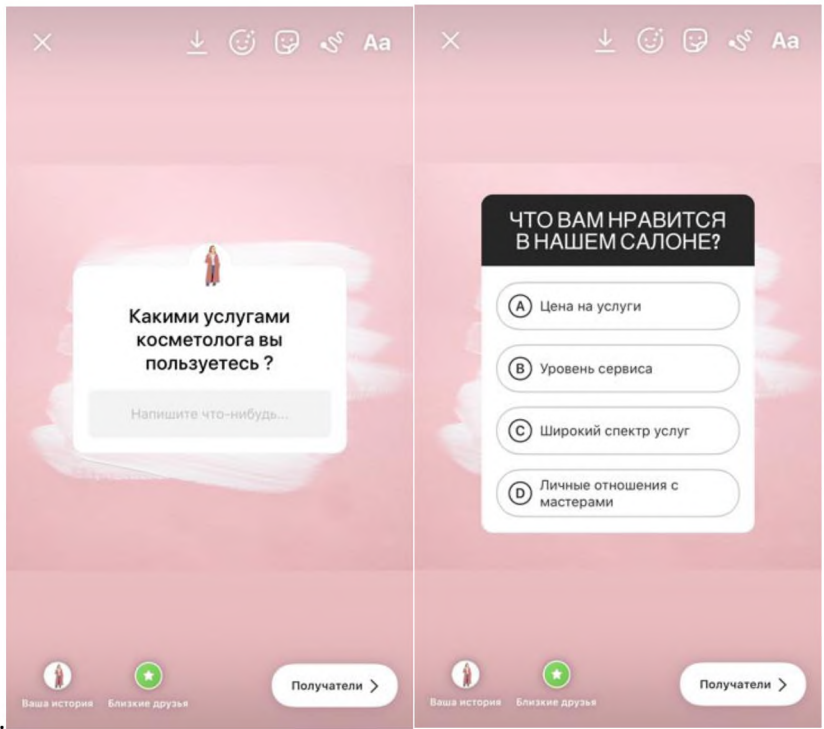 Aa
Какими услугами
косметолога вы
пользуетесь ?
Напишите что-нибудь...
Ваша история
Близкие друзья
Получатели
Aa
ЧТО ВАМ НРАВИТСЯ
В НАШЕМ САЛОНЕ?
A Цена на услуги
B Уровень сервиса
C Широкий спектр услуг
D Личные отношения с
мастерами
Ваша история
Близкие друзья
Получатели
.